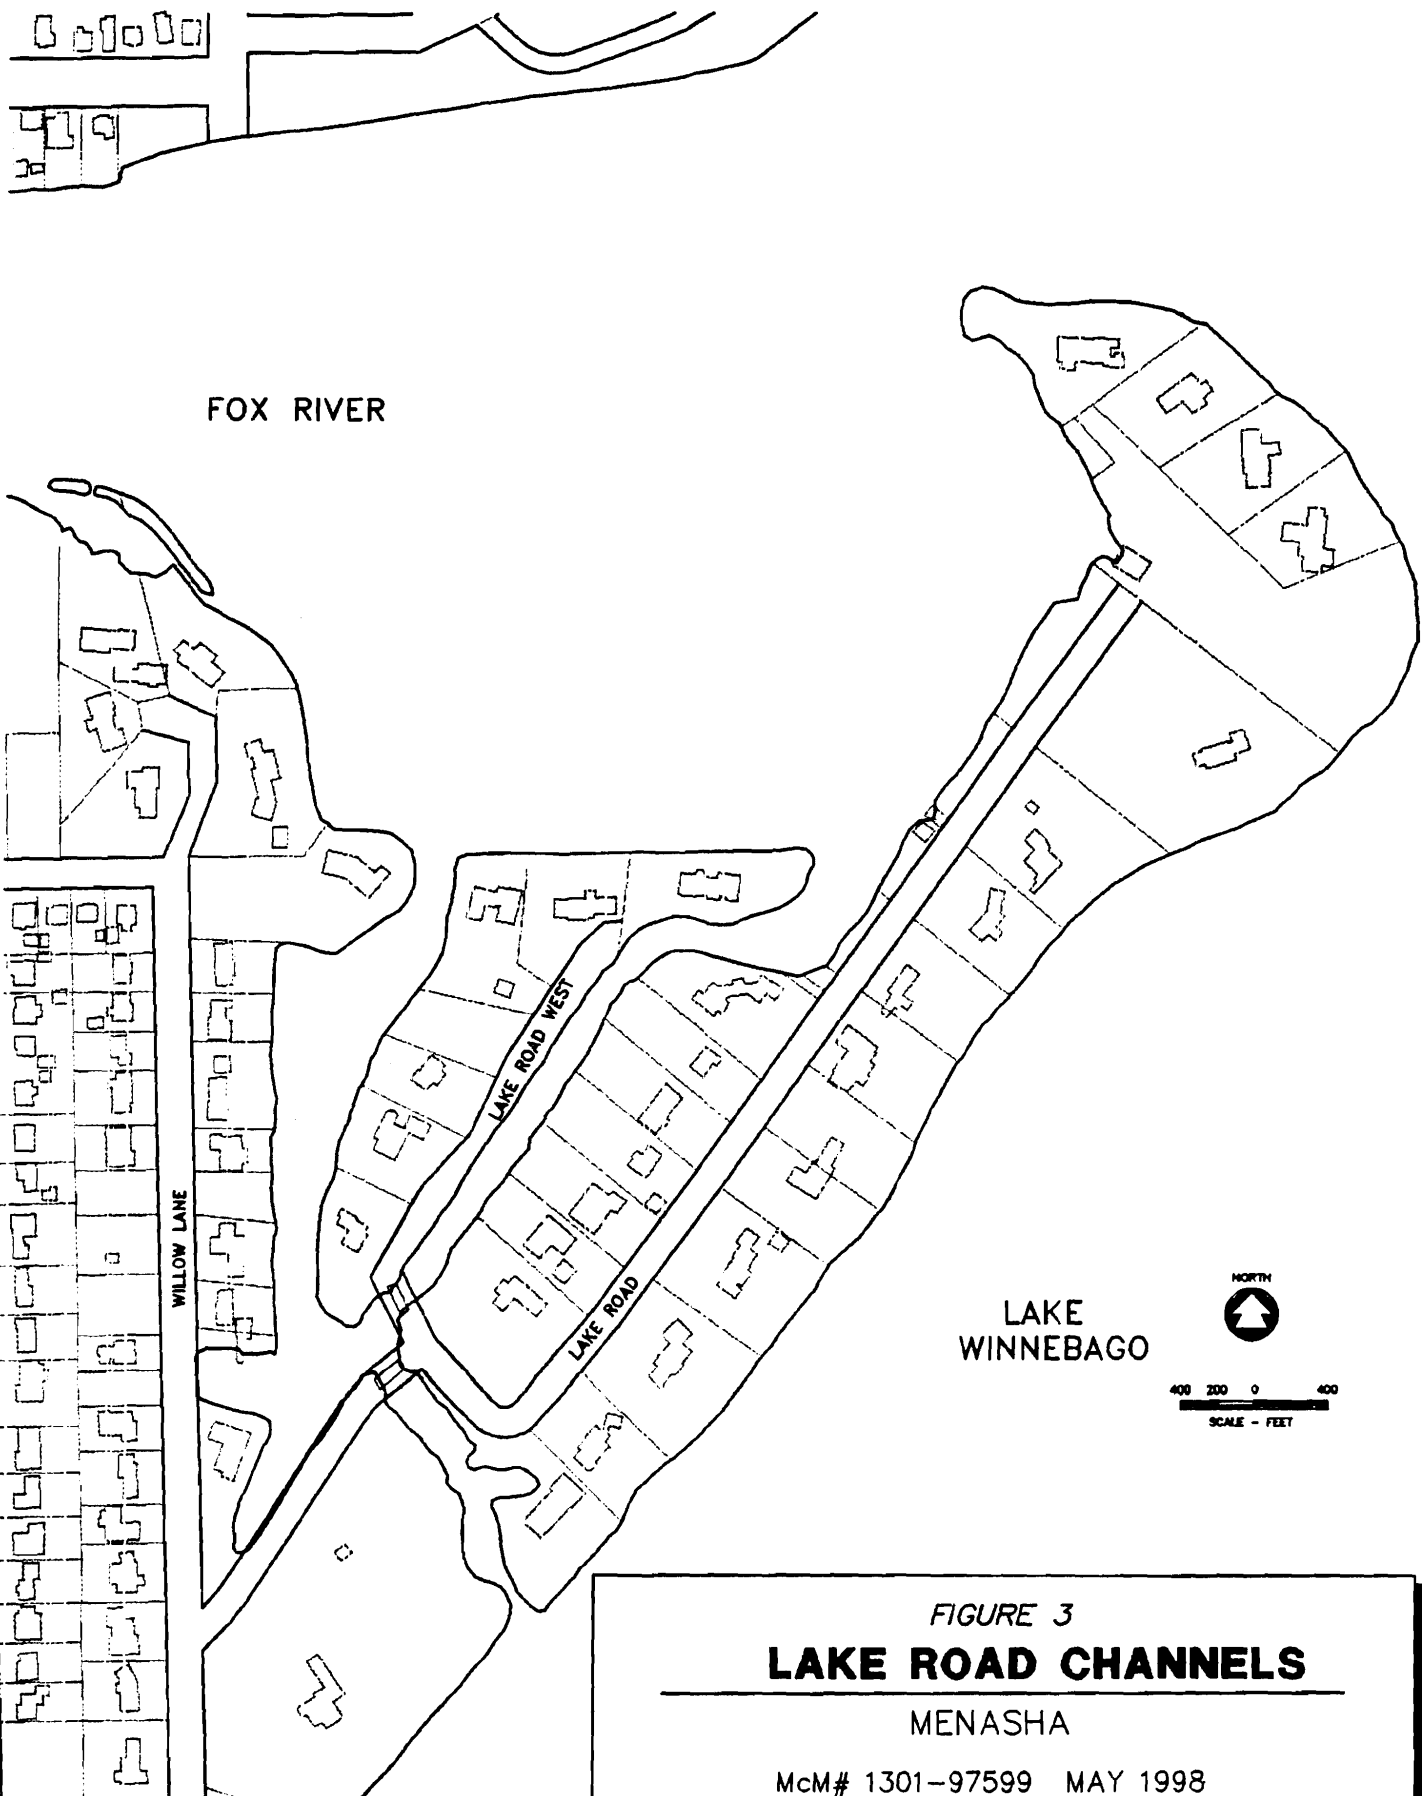 FOX RIVER
LAKE ROAD WEST
WILLOW LANE
LAKE ROAD
LAKE
WINNEBAGO
NORTH
400 200 0 400
SCALE - FEET
FIGURE 3
LAKE ROAD CHANNELS
MENASHA
McM# 1301-97599 MAY 1998